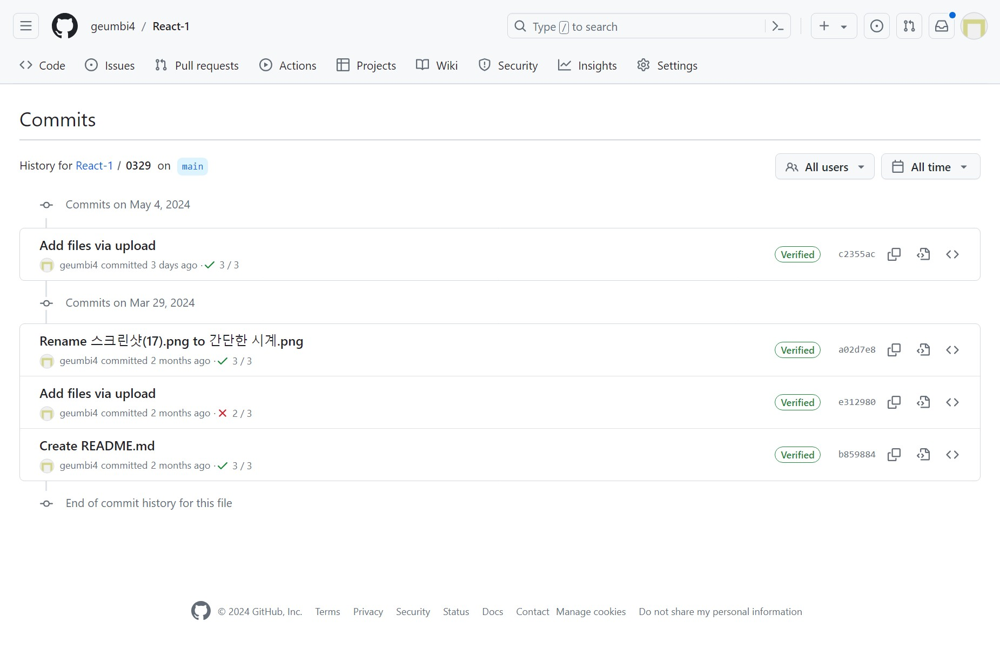 geumbi4 / React-1
Type / to search
Code Issues Pull requests Actions Projects Wiki Security Insights Settings
Commits
History for React-1 / 0329 on main
All users All time
Commits on May 4, 2024
Add files via upload
geumbi4 committed 3 days ago · 3 / 3
Verified c2355ac
Commits on Mar 29, 2024
Rename 스크린샷(17).png to 간단한 시계.png
geumbi4 committed 2 months ago · 3 / 3
Verified a02d7e8
Add files via upload
geumbi4 committed 2 months ago · 2 / 3
Verified e312980
Create README.md
geumbi4 committed 2 months ago · 3 / 3
Verified b859884
End of commit history for this file
© 2024 GitHub, Inc. Terms Privacy Security Status Docs Contact Manage cookies Do not share my personal information